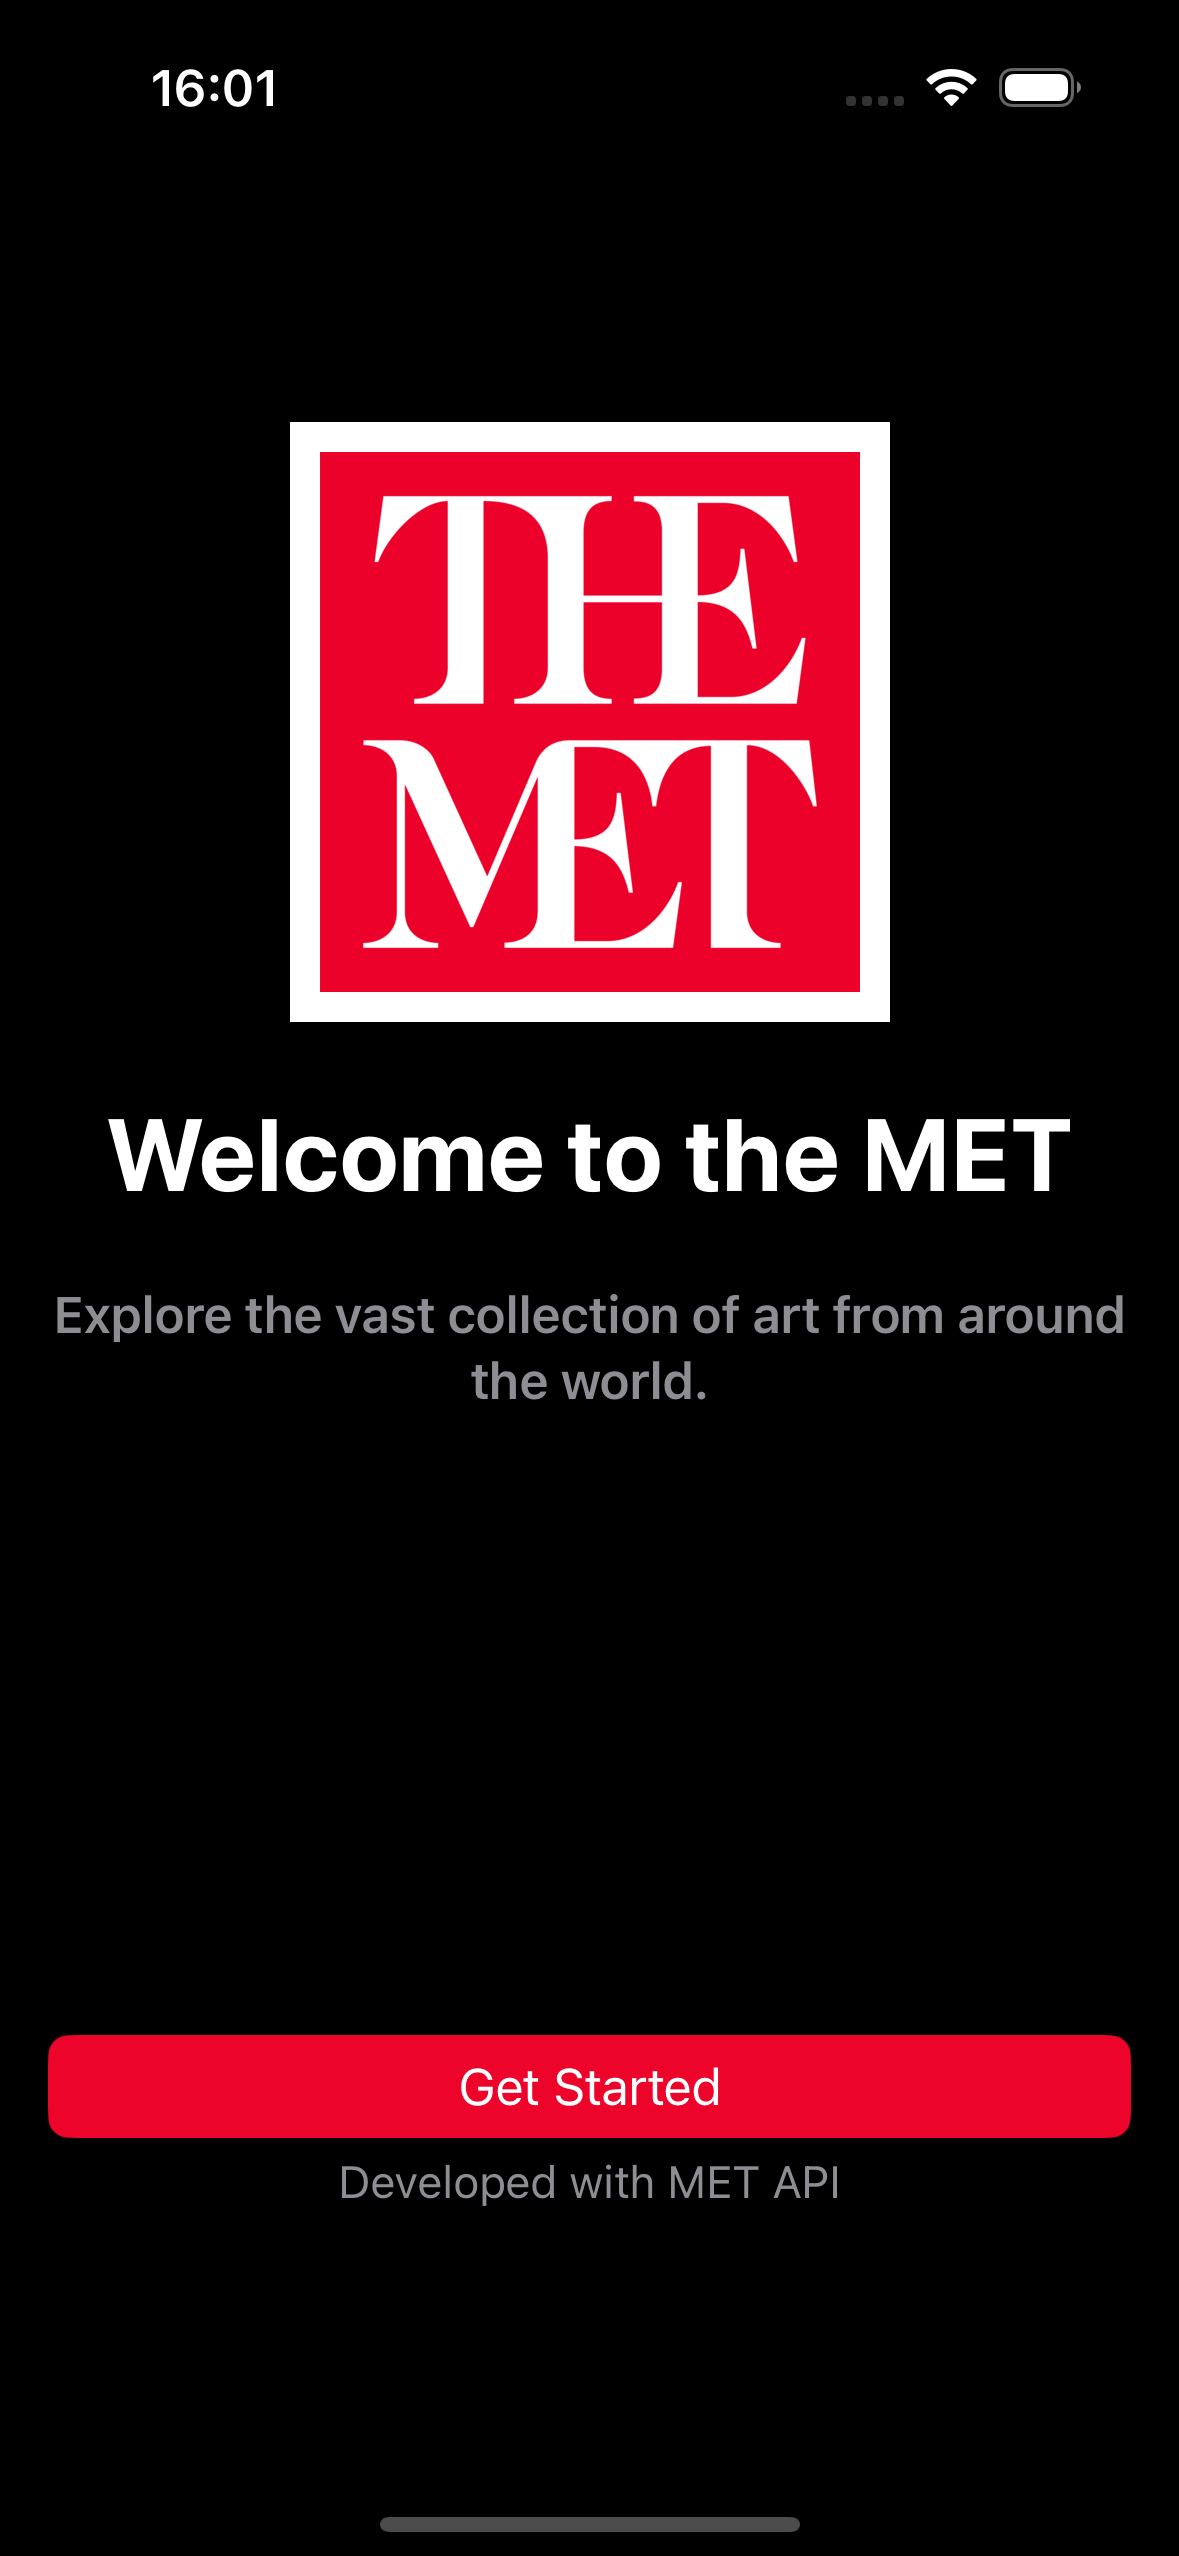 16:01
THE
MET
Welcome to the MET
Explore the vast collection of art from around
the world.
Get Started
Developed with MET API